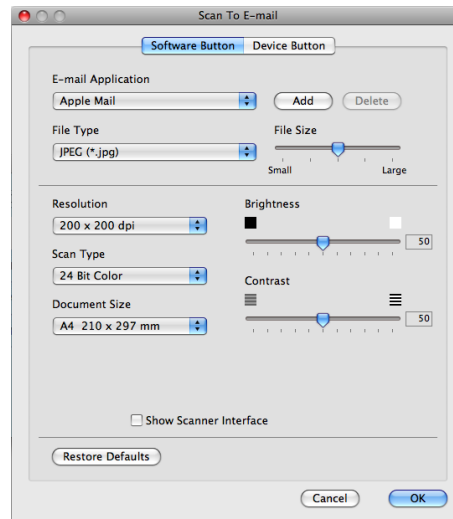 Scan To E-mail
Software Button Device Button
E-mail Application
Apple Mail Add Delete
File Type File Size
JPEG (*.jpg)
Small Large
Resolution Brightness
200 x 200 dpi
50
Scan Type
24 Bit Color
Contrast
Document Size
A4 210 x 297 mm 50
Show Scanner Interface
Restore Defaults
Cancel OK